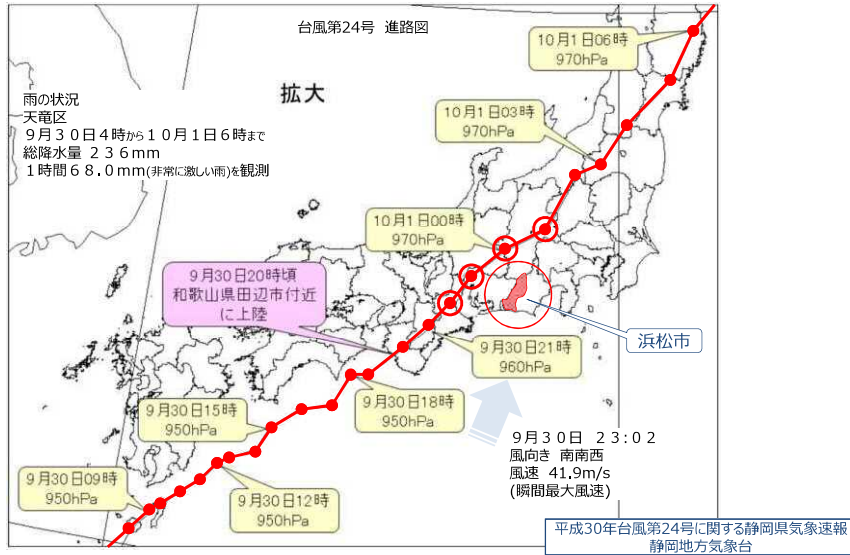 台風第24号 進路図
10月1日06時
970hPa
拡大
雨の状況
天竜区
9月30日4時から10月1日6時まで
総降水量 236mm
1時間68.0mm(非常に激しい雨)を観測
10月1日03時
970hPa
10月1日00時
970hPa
9月30日20時頃
和歌山県田辺市付近
に上陸
浜松市
9月30日21時
960hPa
9月30日18時
950hPa
9月30日15時
950hPa
9月30日 23:02
風向き 南南西
風速 41.9m/s
(瞬間最大風速)
9月30日09時
950hPa
9月30日12時
950hPa
平成30年台風第24号に関する静岡県気象速報
静岡地方気象台